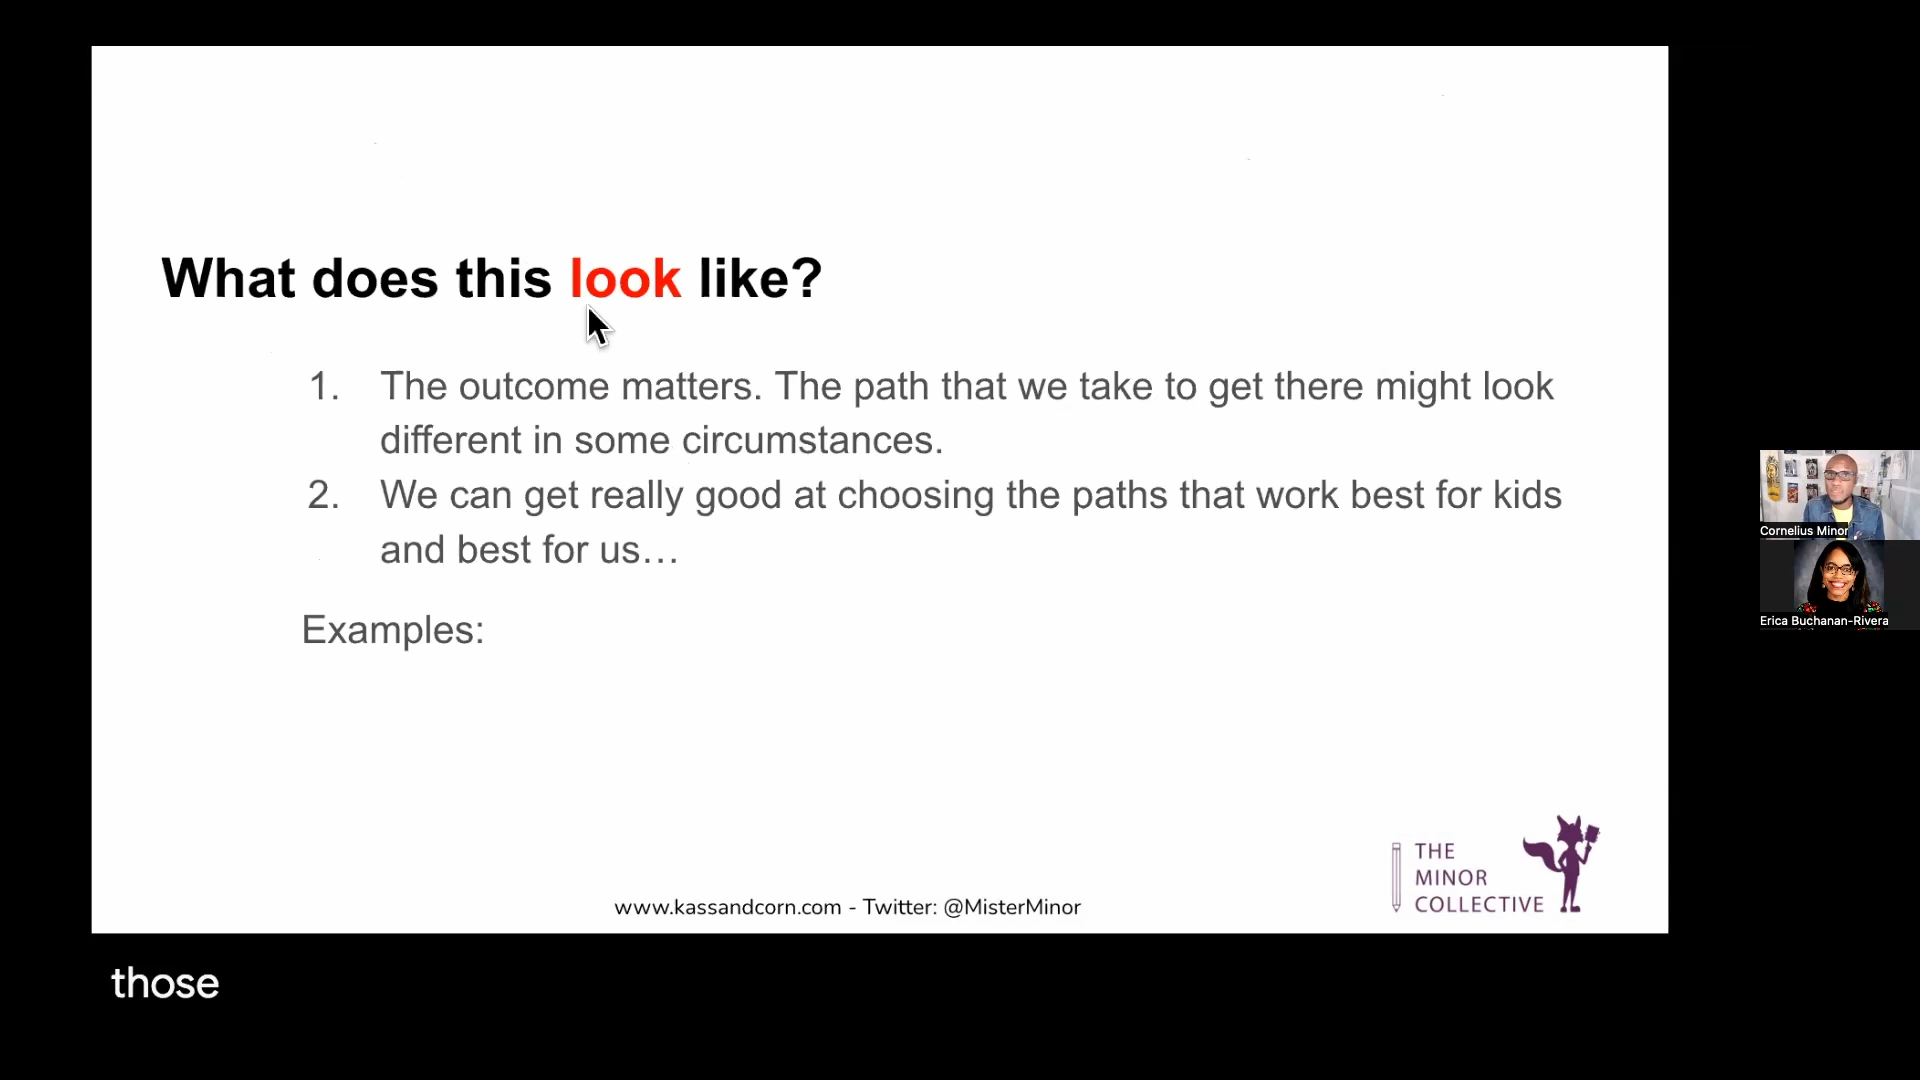 What does this look like?
1. The outcome matters. The path that we take to get there might look
different in some circumstances.
2. We can get really good at choosing the paths that work best for kids
and best for us…
Examples:
Cornelius Minor
Erica Buchanan-Rivera
THE
MINOR
COLLECTIVE
www.kassandcorn.com - Twitter: @MisterMinor
those